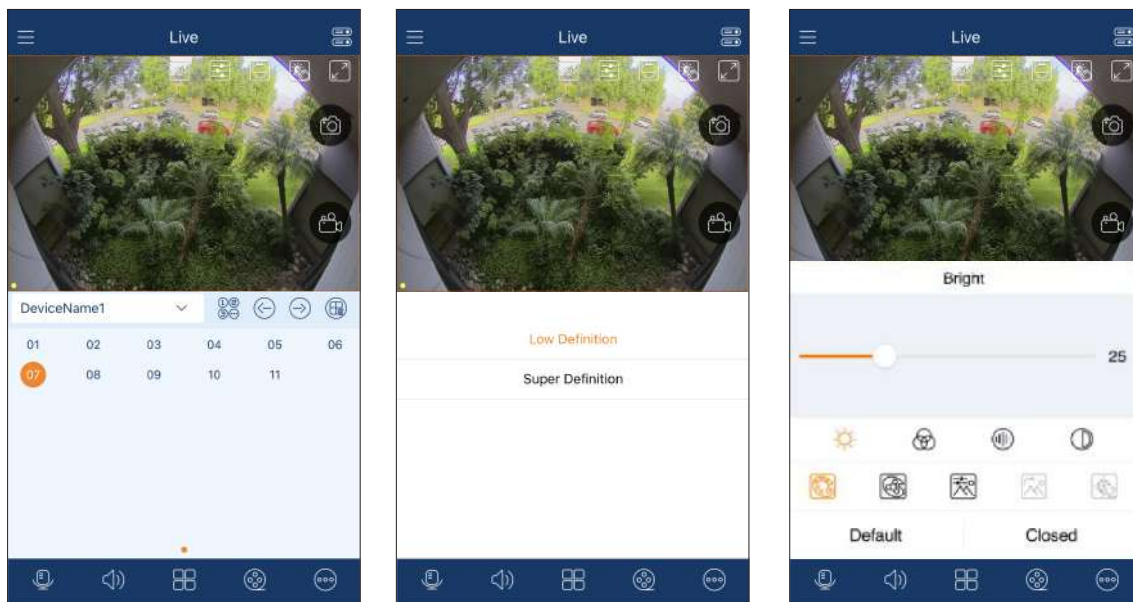 Live
DeviceName1
01 02 03 04 05 06
07 08 09 10 11
Live
Low Definition
Super Definition
Live
Bright
25
Default Closed